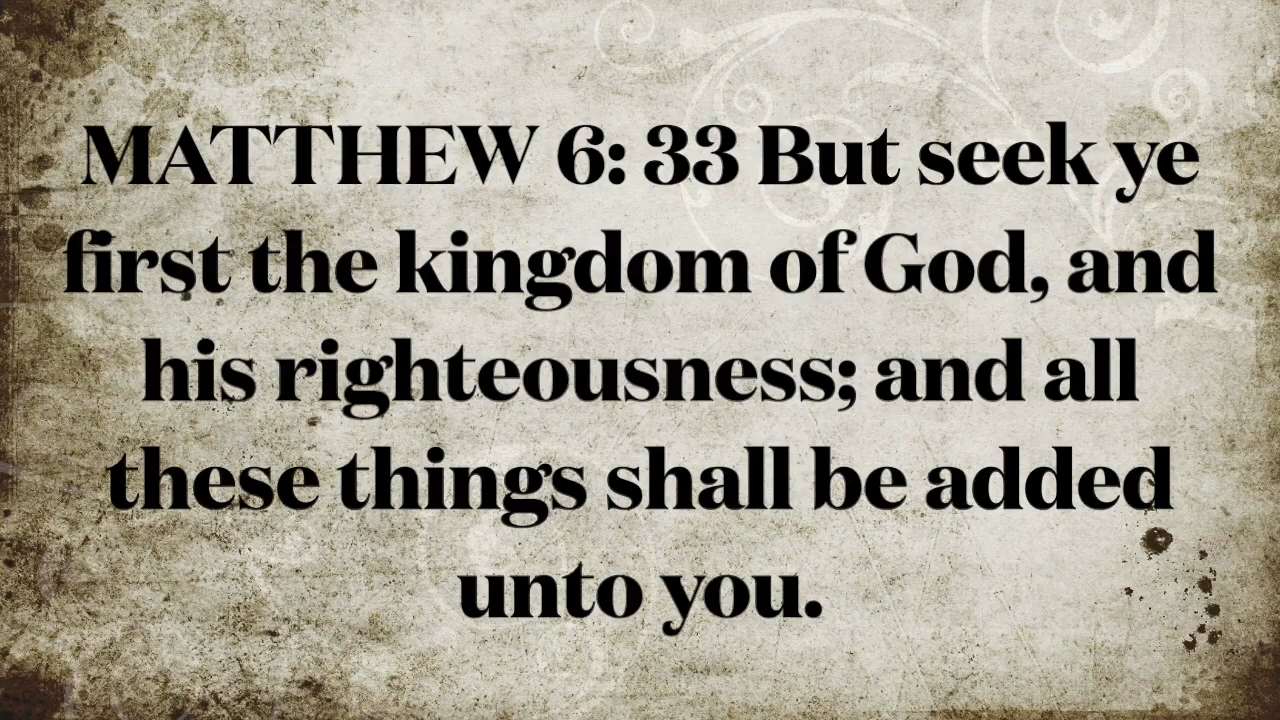 MATTHEW 6: 33 But seek ye
first the kingdom of God, and
his righteousness; and all
these things shall be added
unto you.